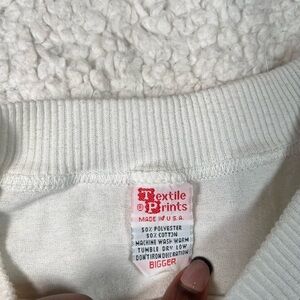 Textile
® Prints
MADE IN U.S.A.
50% POLYESTER
50% COTTON
MACHINE WASH WARM
TUMBLE DRY LOW
DON'T IRON DECORATION
BIGGER